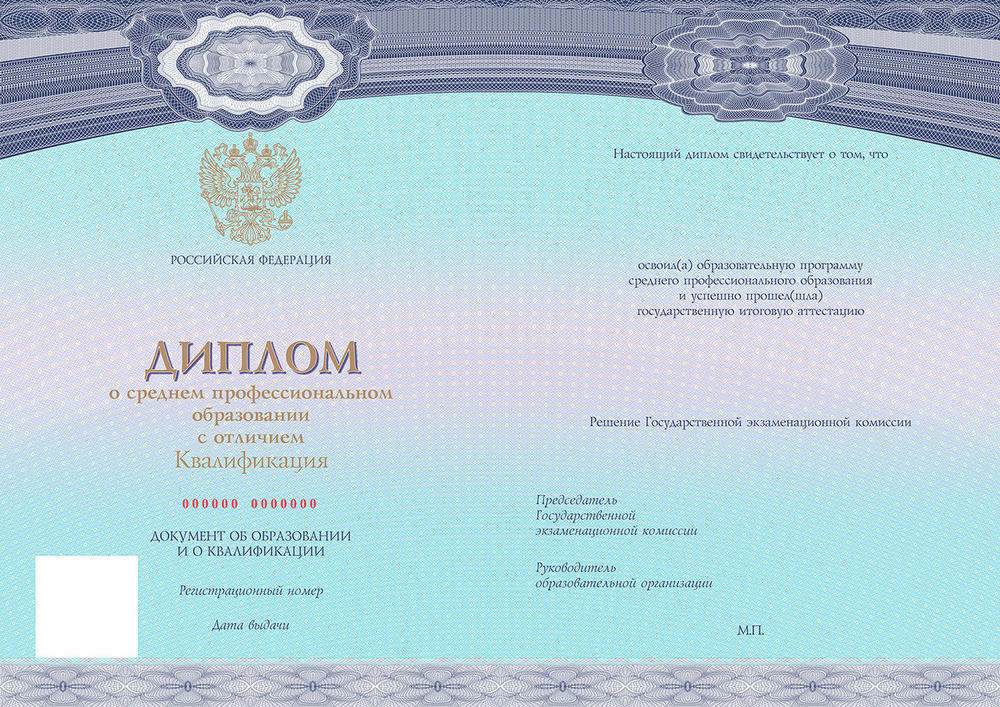 РОССИЙСКАЯ ФЕДЕРАЦИЯ
ДИПЛОМ
о среднем профессиональном
образовании
с отличием
Квалификация
000000 0000000
ДОКУМЕНТ ОБ ОБРАЗОВАНИИ
И О КВАЛИФИКАЦИИ
Регистрационный номер
Дата выдачи
Настоящий диплом свидетельствует о том, что
освоил(а) образовательную программу
среднего профессионального образования
и успешно прошел(шла)
государственную итоговую аттестацию
Решение Государственной экзаменационной комиссии
Председатель
Государственной
экзаменационной комиссии
Руководитель
образовательной организации
М.П.